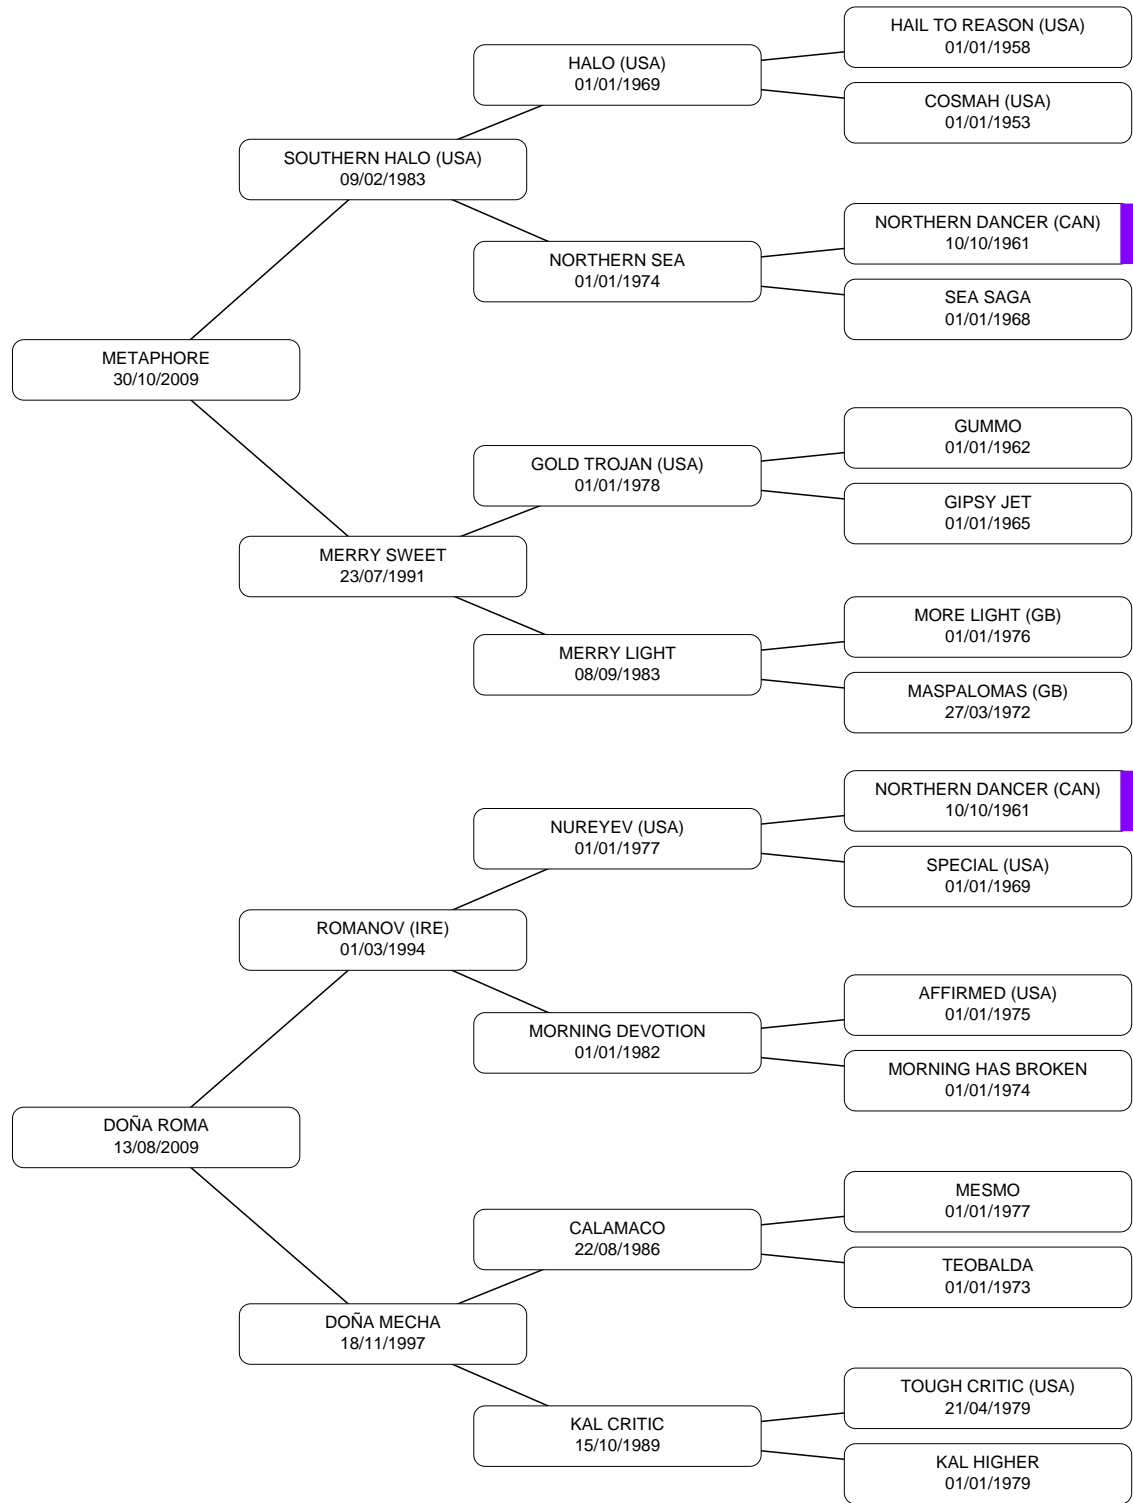 HAIL TO REASON (USA)
01/01/1958
HALO (USA)
01/01/1969
COSMAH (USA)
01/01/1953
SOUTHERN HALO (USA)
09/02/1983
NORTHERN DANCER (CAN)
10/10/1961
NORTHERN SEA
01/01/1974
SEA SAGA
01/01/1968
METAPHORE
30/10/2009
GUMMO
01/01/1962
GOLD TROJAN (USA)
01/01/1978
GIPSY JET
01/01/1965
MERRY SWEET
23/07/1991
MORE LIGHT (GB)
01/01/1976
MERRY LIGHT
08/09/1983
MASPALOMAS (GB)
27/03/1972
NORTHERN DANCER (CAN)
10/10/1961
NUREYEV (USA)
01/01/1977
SPECIAL (USA)
01/01/1969
ROMANOV (IRE)
01/03/1994
AFFIRMED (USA)
01/01/1975
MORNING DEVOTION
01/01/1982
MORNING HAS BROKEN
01/01/1974
DOÑA ROMA
13/08/2009
MESMO
01/01/1977
CALAMACO
22/08/1986
TEOBALDA
01/01/1973
DOÑA MECHA
18/11/1997
TOUGH CRITIC (USA)
21/04/1979
KAL CRITIC
15/10/1989
KAL HIGHER
01/01/1979